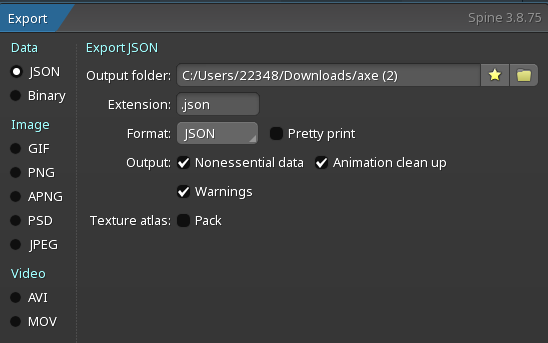 Export
Spine 3.8.75
Data
JSON
Binary
Image
GIF
PNG
APNG
PSD
JPEG
Video
AVI
MOV
Export JSON
Output folder: C:/Users/22348/Downloads/axe (2)
Extension: .json
Format: JSON Pretty print
Output: Nonessential data Animation clean up
Warnings
Texture atlas: Pack